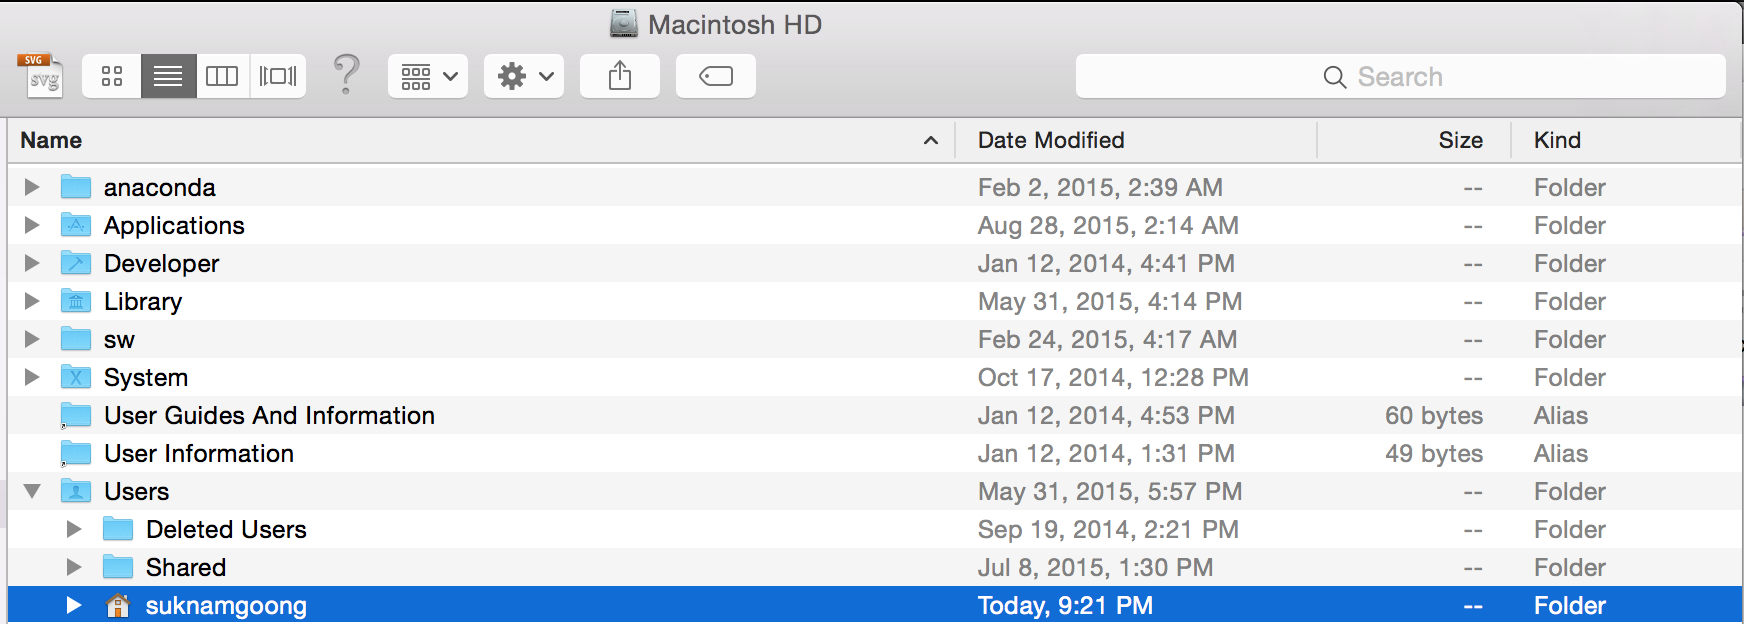 Macintosh HD
SVG
svg
Search
Name Date Modified Size Kind
anaconda Feb 2, 2015, 2:39 AM -- Folder
Applications Aug 28, 2015, 2:14 AM -- Folder
Developer Jan 12, 2014, 4:41 PM -- Folder
Library May 31, 2015, 4:14 PM -- Folder
sw Feb 24, 2015, 4:17 AM -- Folder
System Oct 17, 2014, 12:28 PM -- Folder
User Guides And Information Jan 12, 2014, 4:53 PM 60 bytes Alias
User Information Jan 12, 2014, 1:31 PM 49 bytes Alias
Users May 31, 2015, 5:57 PM -- Folder
Deleted Users Sep 19, 2014, 2:21 PM -- Folder
Shared Jul 8, 2015, 1:30 PM -- Folder
suknamgoong Today, 9:21 PM -- Folder